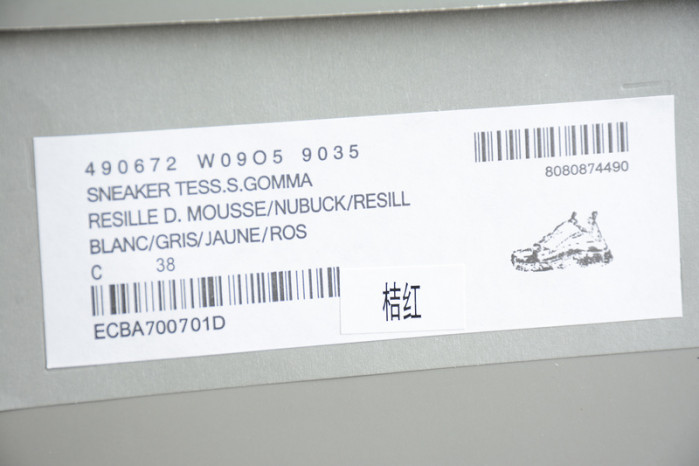 490672 W09O5 9035
SNEAKER TESS.S.GOMMA
RESILLE D. MOUSSE/NUBUCK/RESILL
BLANC/GRIS/JAUNE/ROS
C 38
ECBA700701D
8080874490
桔红